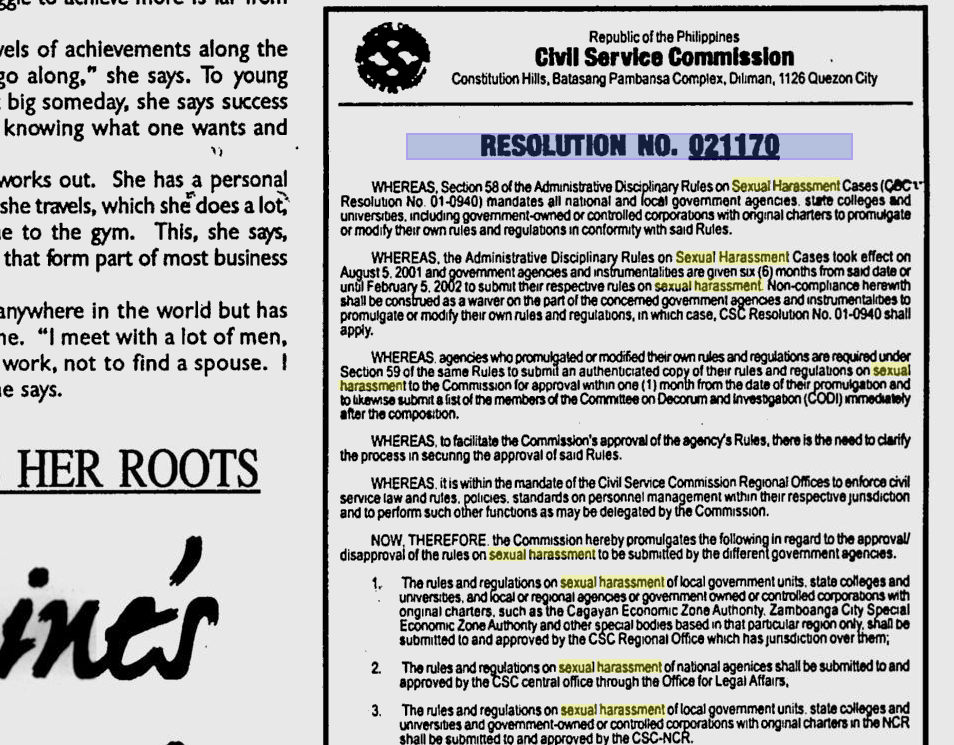 ggle to achieve more is far from
vels of achievements along the
go along," she says. To young
big someday, she says success
knowing what one wants and
works out. She has a personal
she travels, which she does a lot,
e to the gym. This, she says,
that form part of most business
anywhere in the world but has
ne. "I meet with a lot of men,
work, not to find a spouse. I
e says.
HER ROOTS
ine's
Republic of the Philippines
Civil Service Commission
Constitution Hills, Batasang Pambansa Complex, Diliman, 1126 Quezon City
RESOLUTION NO. 021170
WHEREAS, Section 58 of the Administrative Disciplinary Rules on Sexual Harassment Cases (CSC
Resolution No. 01-0940) mandates all national and local government agencies, state colleges and
universities, including government-owned or controlled corporations with original charters to promulgate
or modify their own rules and regulations in conformity with said Rules.
WHEREAS, the Administrative Disciplinary Rules on Sexual Harassment Cases took effect on
August 5, 2001 and government agencies and instrumentalities are given six (6) months from said date or
until February 5, 2002 to submit their respective rules on sexual harassment. Non-compliance herewith
shall be construed as a waiver on the part of the concerned government agencies and instrumentalities to
promulgate or modify their own rules and regulations, in which case, CSC Resolution No. 01-0940 shall
apply.
WHEREAS, agencies who promulgated or modified their own rules and regulations are required under
Section 59 of the same Rules to submit an authenticated copy of their rules and regulations on sexual
harassment to the Commission for approval within one (1) month from the date of their promulgation and
to likewise submit a list of the members of the Committee on Decorum and Investigation (CODI) immediately
after the composition.
WHEREAS, to facilitate the Commission's approval of the agency's Rules, there is the need to clarify
the process in securing the approval of said Rules.
WHEREAS, it is within the mandate of the Civil Service Commission Regional Offices to enforce civil
service law and rules, policies, standards on personnel management within their respective jurisdiction
and to perform such other functions as may be delegated by the Commission.
NOW, THEREFORE, the Commission hereby promulgates the following in regard to the approval/
disapproval of the rules on sexual harassment to be submitted by the different government agencies.
1. The rules and regulations on sexual harassment of local government units, state colleges and
universities, and local or regional agencies or government owned or controlled corporations with
original charters, such as the Cagayan Economic Zone Authority, Zamboanga City Special
Economic Zone Authority and other special bodies based in that particular region only, shall be
submitted to and approved by the CSC Regional Office which has jurisdiction over them;
2. The rules and regulations on sexual harassment of national agenices shall be submitted to and
approved by the CSC central office through the Office for Legal Affairs,
3. The rules and regulations on sexual harassment of local government units, state colleges and
universities and government-owned or controlled corporations with original charters in the NCR
shall be submitted to and approved by the CSC-NCR.